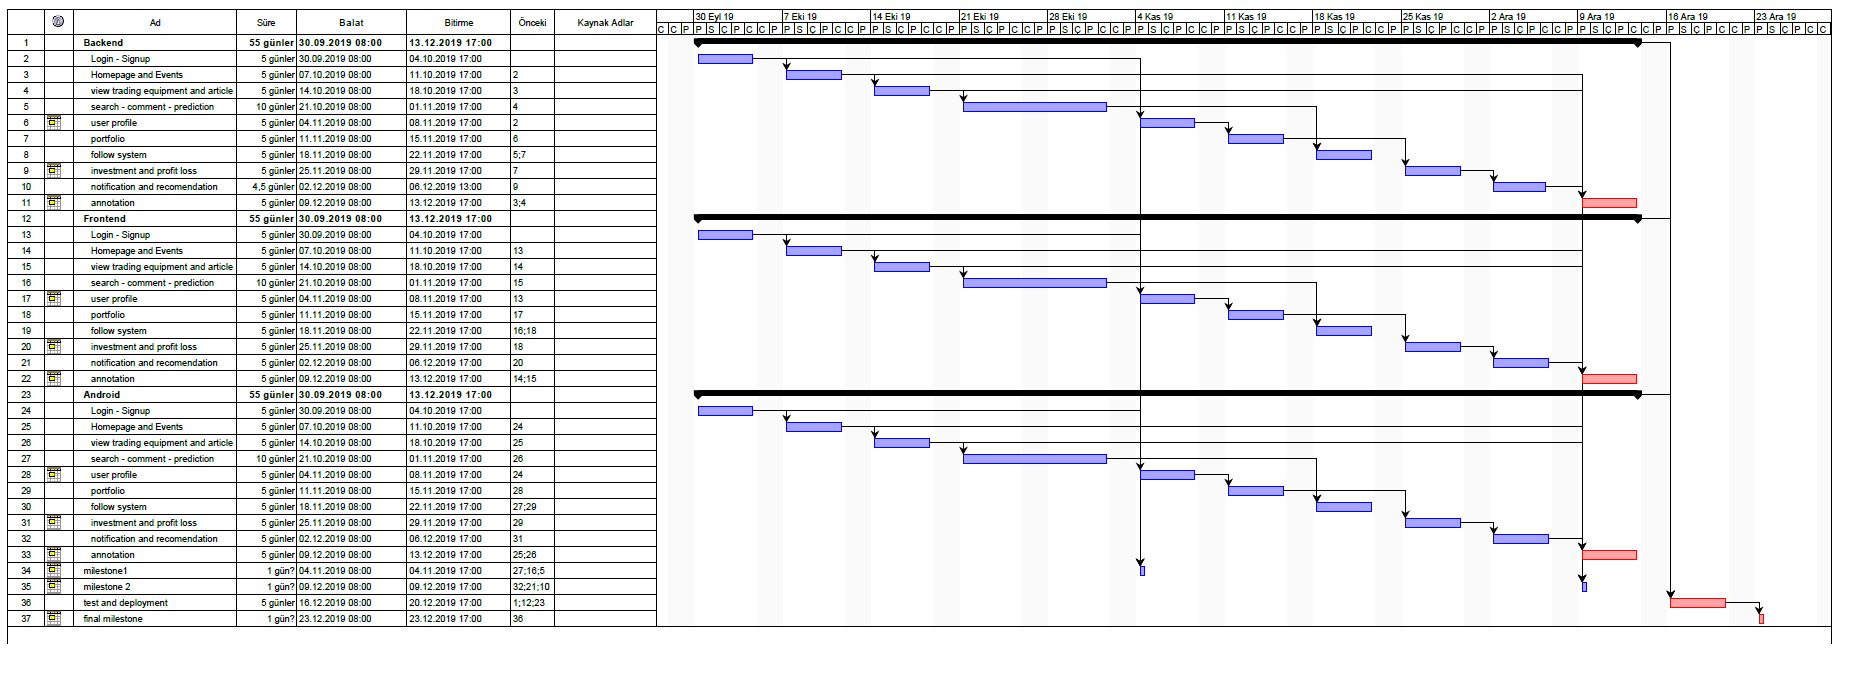 Ad Süre Balat Bitirme Önceki Kaynak Adlar 30 Eyl 19 7 Eki 19 14 Eki 19 21 Eki 19 28 Eki 19 4 Kas 19 11 Kas 19 18 Kas 19 25 Kas 19 2 Ara 19 9 Ara 19 16 Ara 19 23 Ara 19
C C P P S Ç P C C P P S Ç P C C P P S Ç P C C P P S Ç P C C P P S Ç P C C P P S Ç P C C P P S Ç P C C P P S Ç P C C P P S Ç P C C P P S Ç P C C P P S Ç P C C P P S Ç P C C P P S Ç P C C
1 Backend 55 günler 30.09.2019 08:00 13.12.2019 17:00
2 Login - Signup 5 günler 30.09.2019 08:00 04.10.2019 17:00
3 Homepage and Events 5 günler 07.10.2019 08:00 11.10.2019 17:00 2
4 view trading equipment and article 5 günler 14.10.2019 08:00 18.10.2019 17:00 3
5 search - comment - prediction 10 günler 21.10.2019 08:00 01.11.2019 17:00 4
6 user profile 5 günler 04.11.2019 08:00 08.11.2019 17:00 2
7 portfolio 5 günler 11.11.2019 08:00 15.11.2019 17:00 6
8 follow system 5 günler 18.11.2019 08:00 22.11.2019 17:00 5;7
9 investment and profit loss 5 günler 25.11.2019 08:00 29.11.2019 17:00 7
10 notification and recomendation 4,5 günler 02.12.2019 08:00 06.12.2019 13:00 9
11 annotation 5 günler 09.12.2019 08:00 13.12.2019 17:00 3;4
12 Frontend 55 günler 30.09.2019 08:00 13.12.2019 17:00
13 Login - Signup 5 günler 30.09.2019 08:00 04.10.2019 17:00
14 Homepage and Events 5 günler 07.10.2019 08:00 11.10.2019 17:00 13
15 view trading equipment and article 5 günler 14.10.2019 08:00 18.10.2019 17:00 14
16 search - comment - prediction 10 günler 21.10.2019 08:00 01.11.2019 17:00 15
17 user profile 5 günler 04.11.2019 08:00 08.11.2019 17:00 13
18 portfolio 5 günler 11.11.2019 08:00 15.11.2019 17:00 17
19 follow system 5 günler 18.11.2019 08:00 22.11.2019 17:00 16;18
20 investment and profit loss 5 günler 25.11.2019 08:00 29.11.2019 17:00 18
21 notification and recomendation 5 günler 02.12.2019 08:00 06.12.2019 17:00 20
22 annotation 5 günler 09.12.2019 08:00 13.12.2019 17:00 14;15
23 Android 55 günler 30.09.2019 08:00 13.12.2019 17:00
24 Login - Signup 5 günler 30.09.2019 08:00 04.10.2019 17:00
25 Homepage and Events 5 günler 07.10.2019 08:00 11.10.2019 17:00 24
26 view trading equipment and article 5 günler 14.10.2019 08:00 18.10.2019 17:00 25
27 search - comment - prediction 10 günler 21.10.2019 08:00 01.11.2019 17:00 26
28 user profile 5 günler 04.11.2019 08:00 08.11.2019 17:00 24
29 portfolio 5 günler 11.11.2019 08:00 15.11.2019 17:00 28
30 follow system 5 günler 18.11.2019 08:00 22.11.2019 17:00 27;29
31 investment and profit loss 5 günler 25.11.2019 08:00 29.11.2019 17:00 29
32 notification and recomendation 5 günler 02.12.2019 08:00 06.12.2019 17:00 31
33 annotation 5 günler 09.12.2019 08:00 13.12.2019 17:00 25;26
34 milestone1 1 gün? 04.11.2019 08:00 04.11.2019 17:00 27;16;5
35 milestone 2 1 gün? 09.12.2019 08:00 09.12.2019 17:00 32;21;10
36 test and deployment 5 günler 16.12.2019 08:00 20.12.2019 17:00 1;12;23
37 final milestone 1 gün? 23.12.2019 08:00 23.12.2019 17:00 36